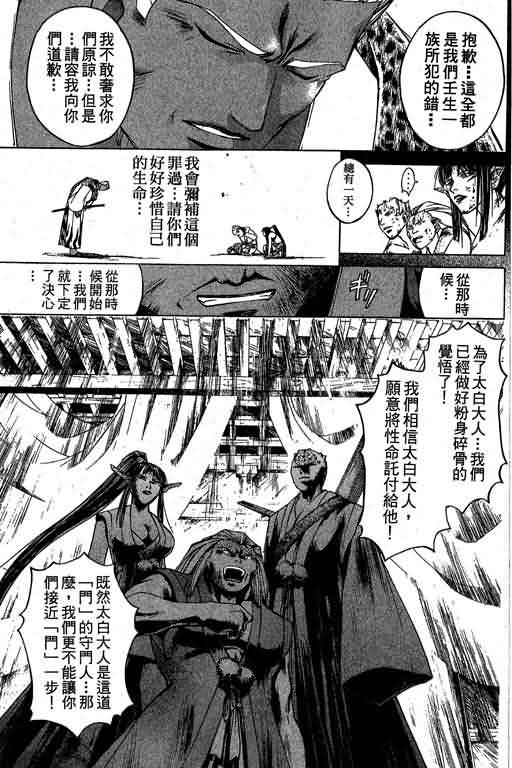 抱歉…這全都
是我們壬生一
族所犯的錯…
我不敢奢求你
們原諒…但是
…請容我向你
們道歉…
…
總有一天…
我會彌補這個
罪過…請你們
好好珍惜自己
的生命…
從那時
候…
從那時
候開始
…我們
就下定
了決心
…
為了太白大人…我們
已經做好粉身碎骨的
覺悟了！
我們相信太白大人，
願意將性命託付給他！
既然太白大人是這道
「門」的守門人…那
麼，我們更不能讓你
們接近「門」一步！